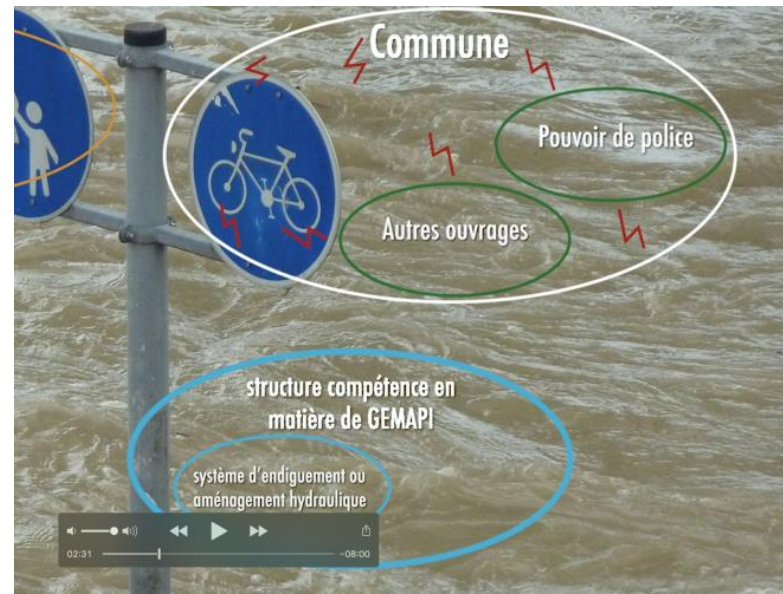 Commune
Pouvoir de police
Autres ouvrages
structure compétence en
matière de GEMAPI
système d'endiguement ou
aménagement hydraulique
02:31
-08:00